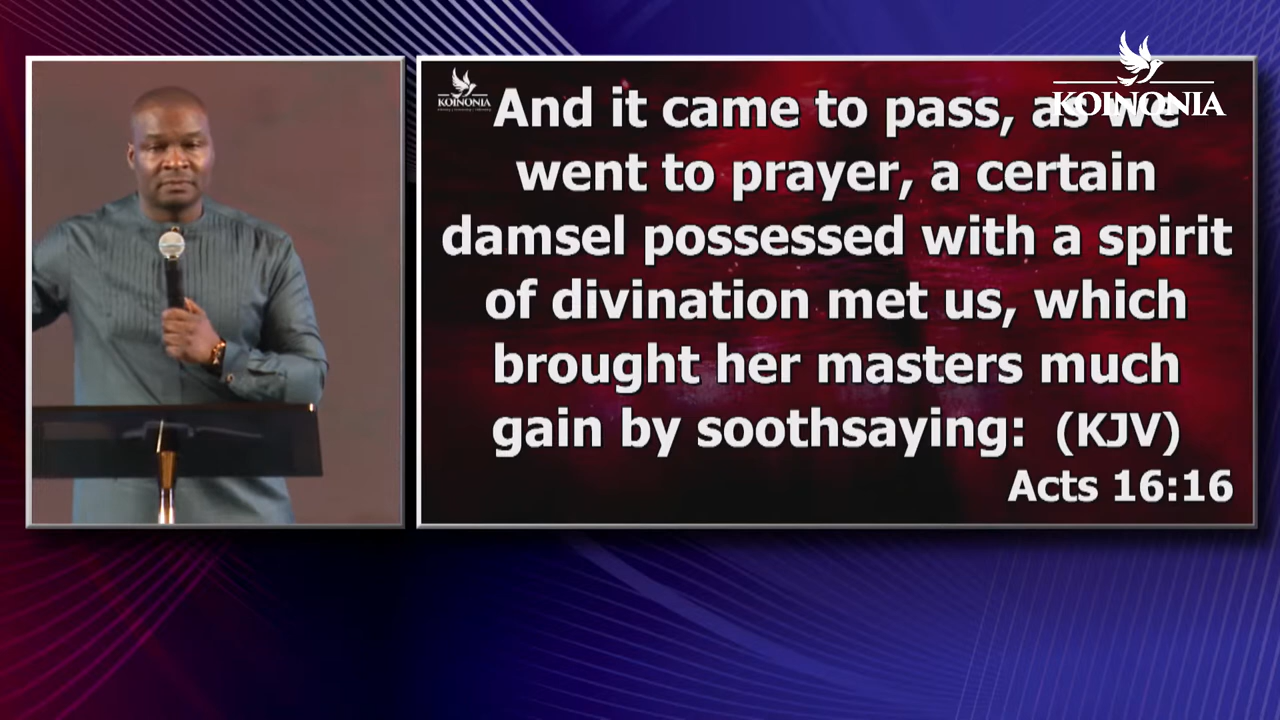 KOINONIA
KOINONIA
And it came to pass, as we
went to prayer, a certain
damsel possessed with a spirit
of divination met us, which
brought her masters much
gain by soothsaying: (KJV)
Acts 16:16